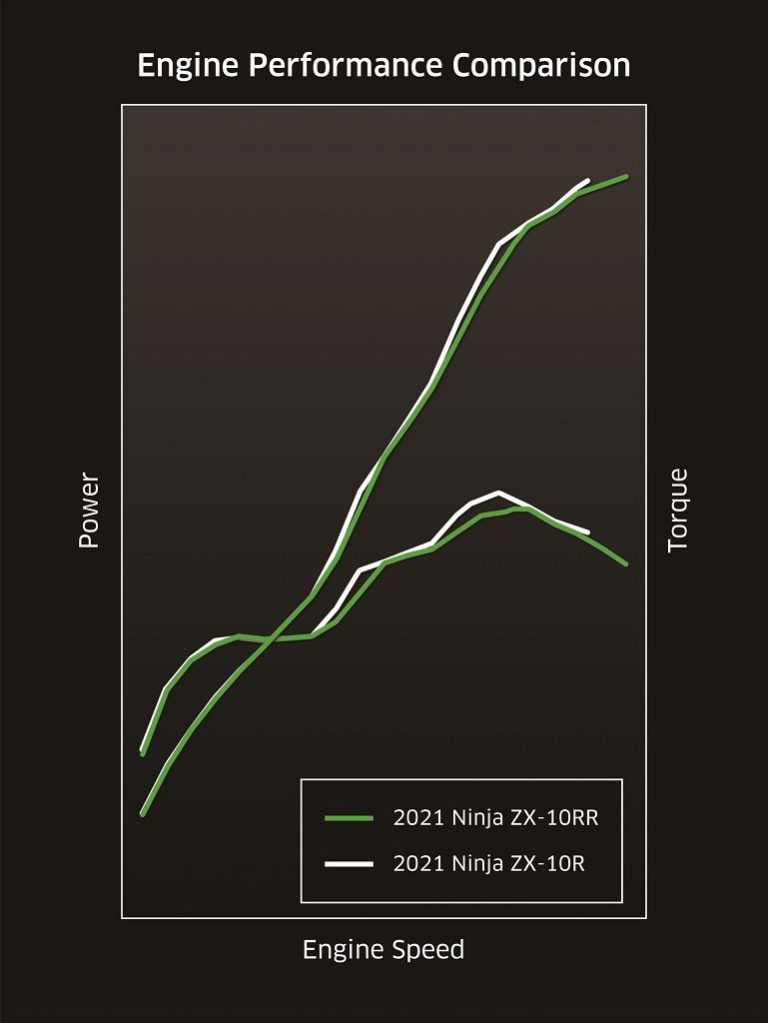 Engine Performance Comparison
Power
Torque
2021 Ninja ZX-10RR
2021 Ninja ZX-10R
Engine Speed